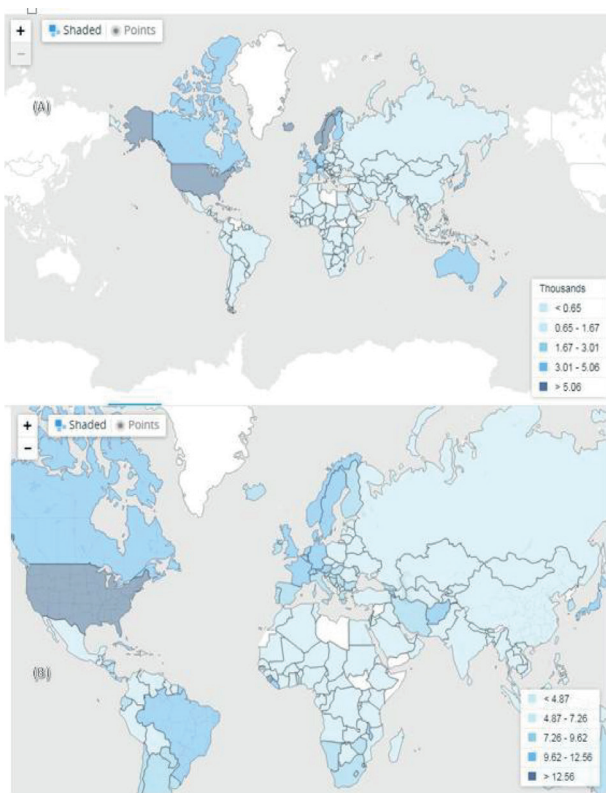 +
Shaded Points
−
(A)
Thousands
< 0.65
0.65 - 1.67
1.67 - 3.01
3.01 - 5.06
> 5.06
+
Shaded Points
−
(B)
< 4.87
4.87 - 7.26
7.26 - 9.62
9.62 - 12.56
> 12.56